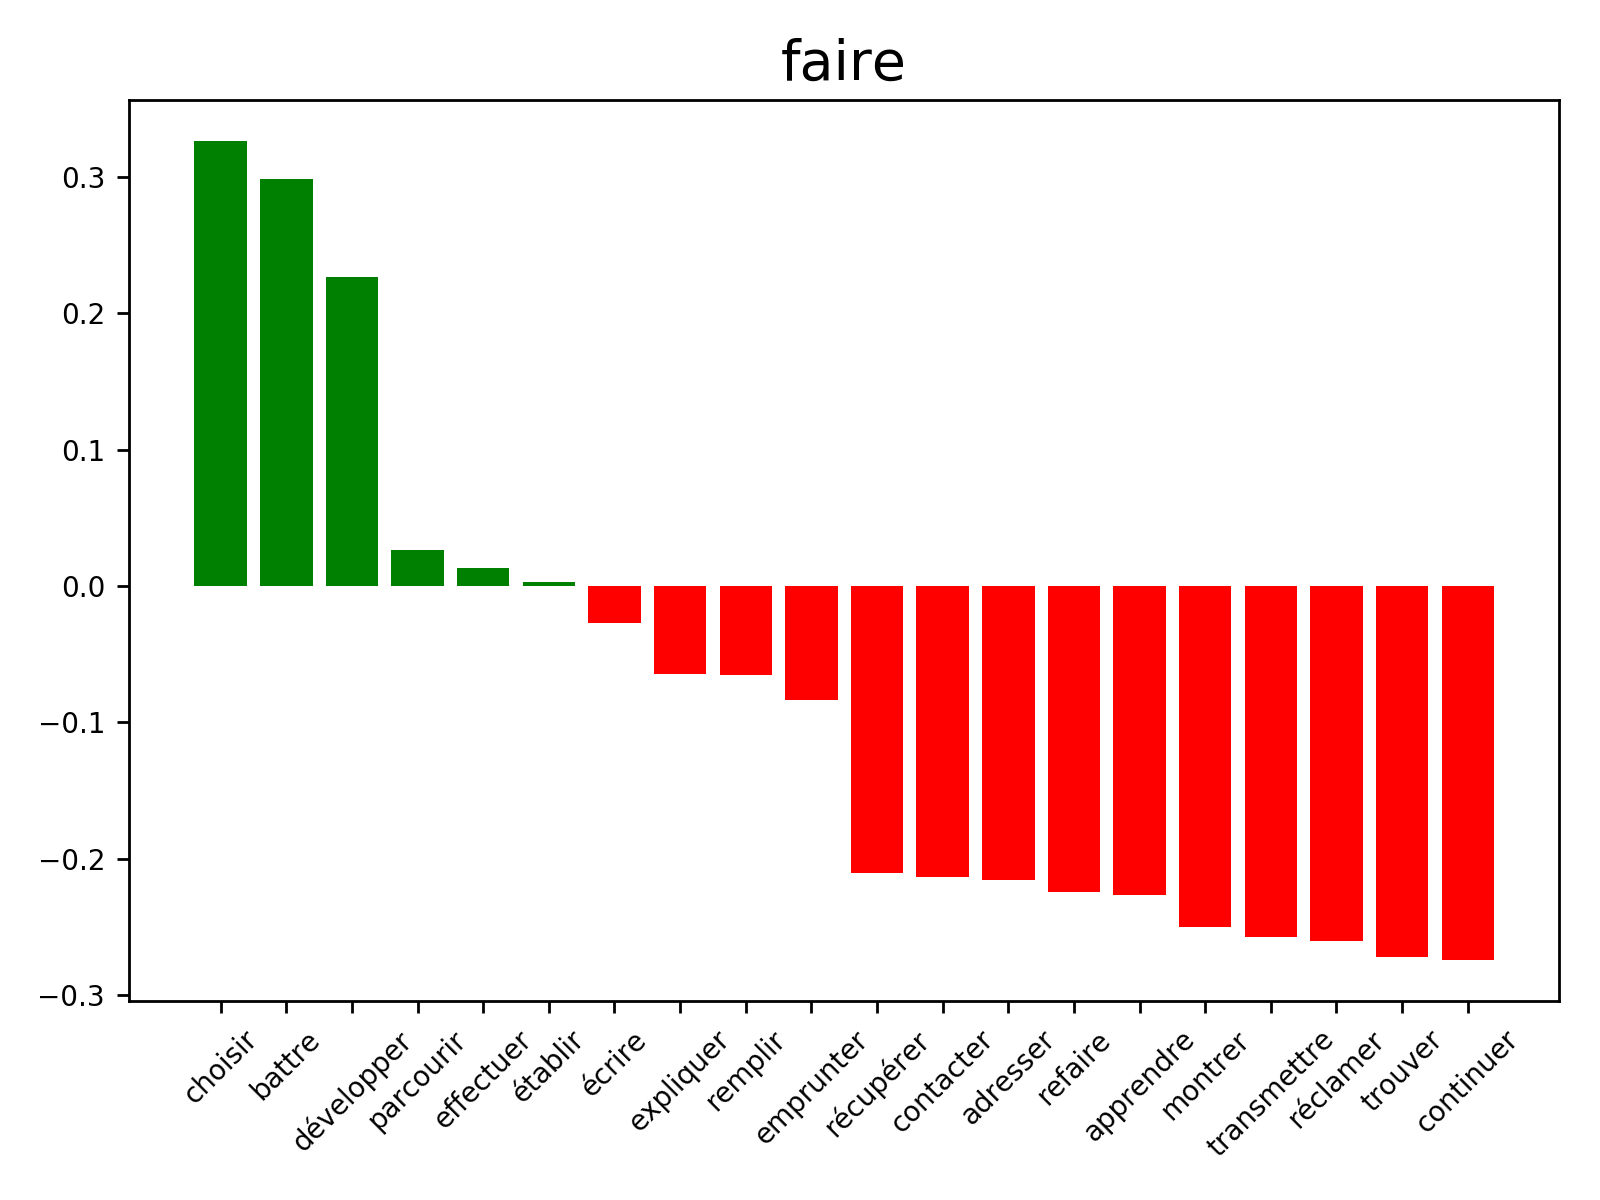 faire
0.3
0.2
0.1
0.0
−0.1
−0.2
−0.3
choisir
battre
développer
parcourir
effectuer
établir
écrire
expliquer
remplir
emprunter
récupérer
contacter
adresser
refaire
apprendre
montrer
transmettre
réclamer
trouver
continuer